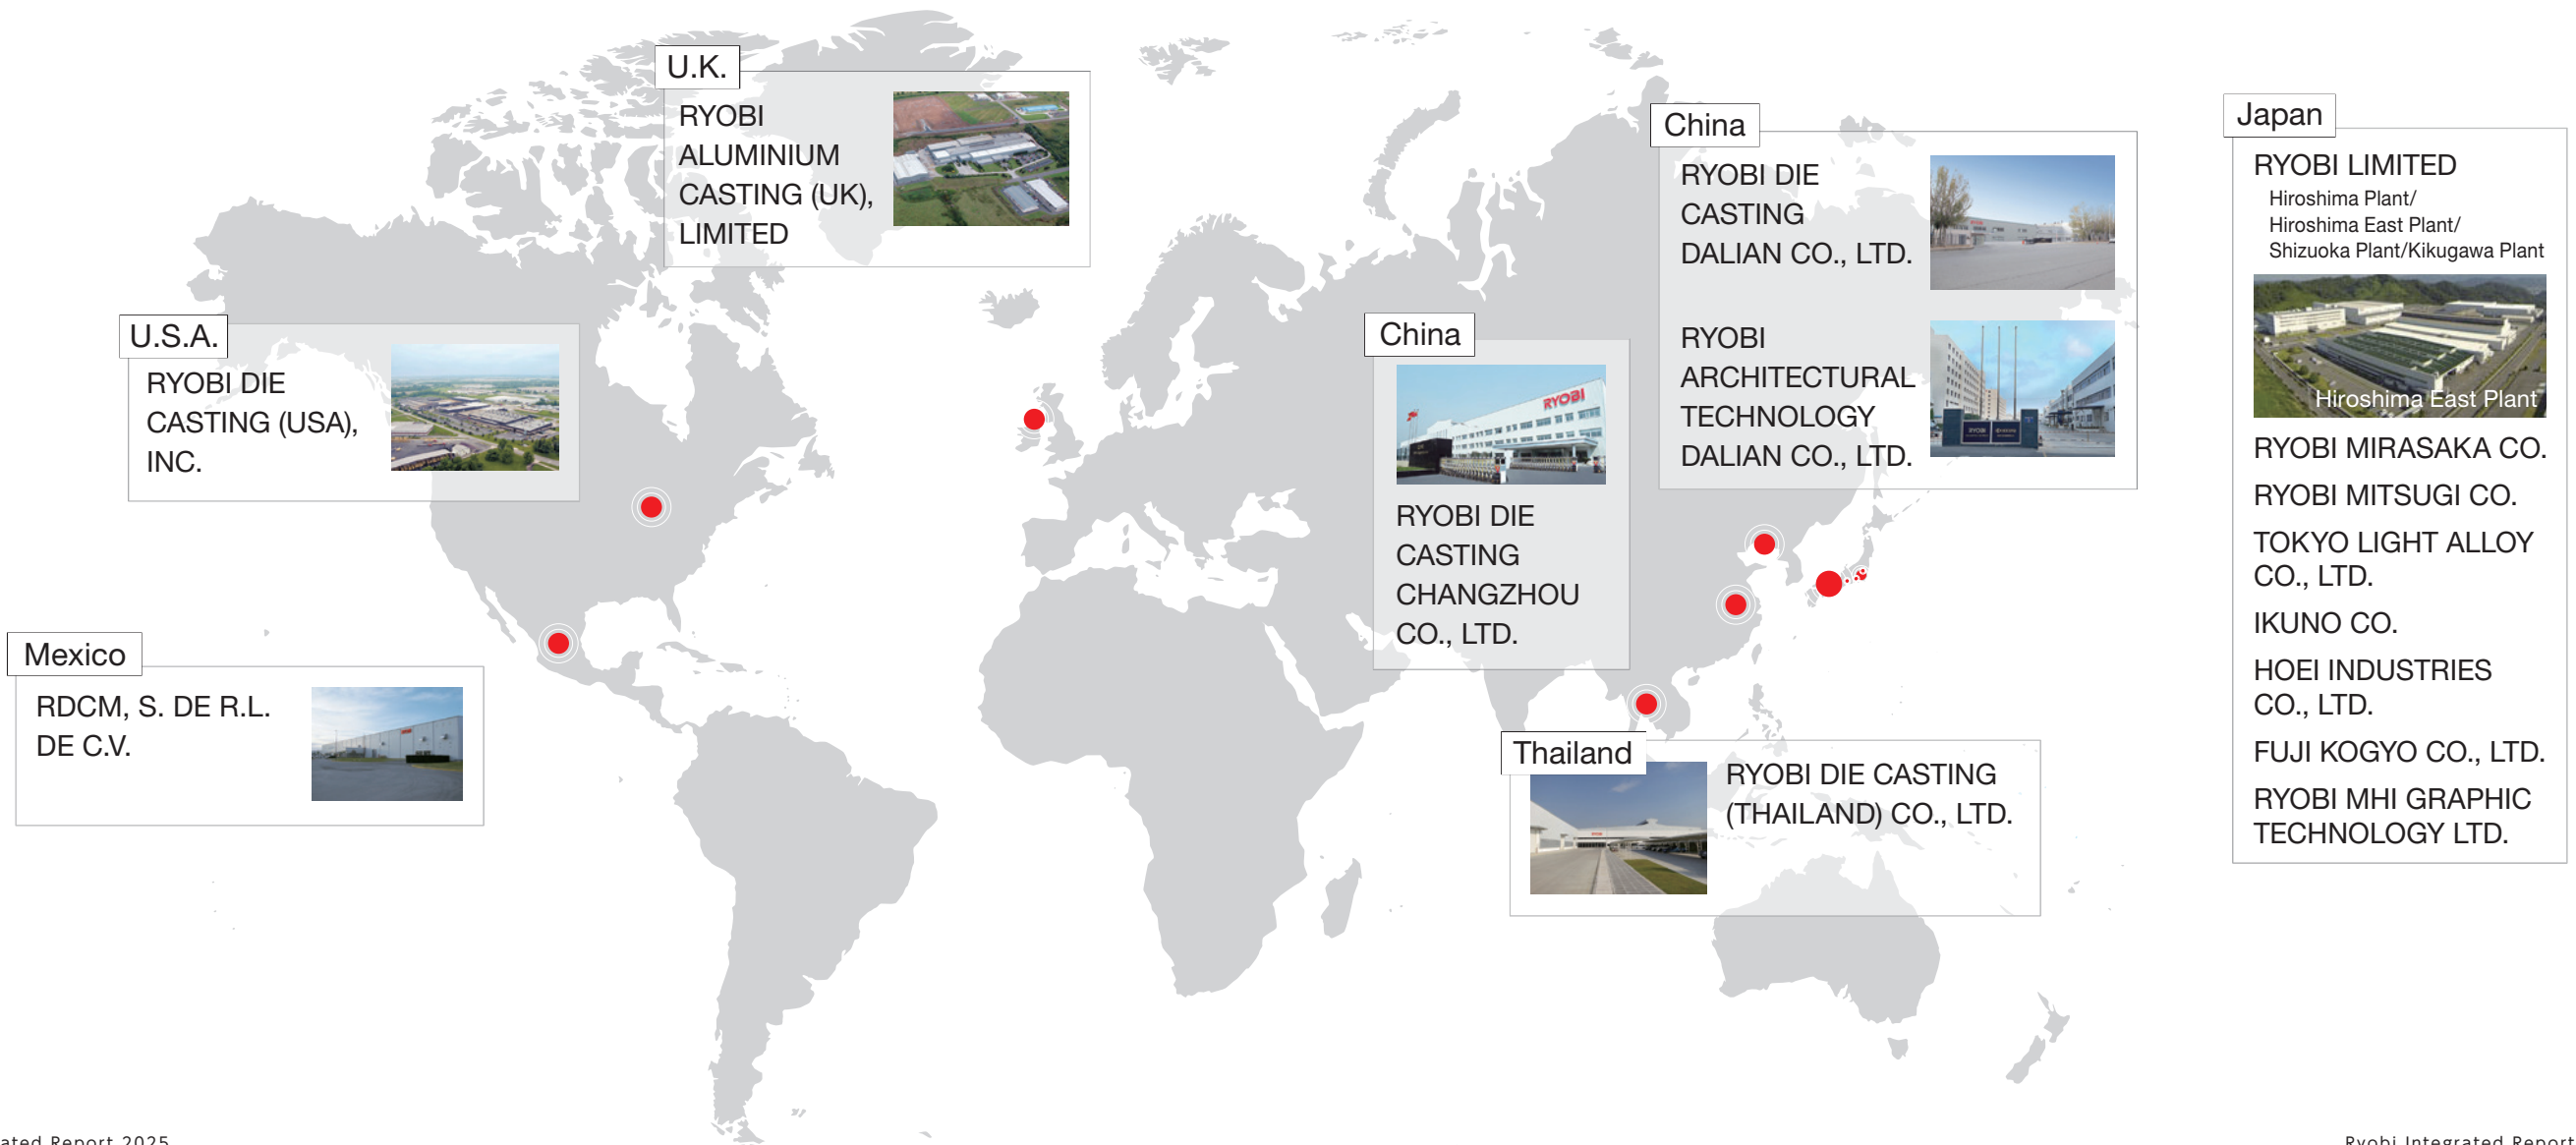 U.K.
RYOBI
ALUMINIUM
CASTING (UK),
LIMITED
U.S.A.
RYOBI DIE
CASTING (USA),
INC.
Mexico
RDCM, S. DE R.L.
DE C.V.
China
RYOBI
RYOBI DIE
CASTING
CHANGZHOU
CO., LTD.
China
RYOBI DIE
CASTING
DALIAN CO., LTD.
RYOBI
ARCHITECTURAL
TECHNOLOGY
DALIAN CO., LTD.
RYOBI
Thailand
RYOBI DIE CASTING
(THAILAND) CO., LTD.
Japan
RYOBI LIMITED
Hiroshima Plant/
Hiroshima East Plant/
Shizuoka Plant/Kikugawa Plant
Hiroshima East Plant
RYOBI MIRASAKA CO.
RYOBI MITSUGI CO.
TOKYO LIGHT ALLOY
CO., LTD.
IKUNO CO.
HOEI INDUSTRIES
CO., LTD.
FUJI KOGYO CO., LTD.
RYOBI MHI GRAPHIC
TECHNOLOGY LTD.
ated Report 2025
Ryobi Integrated Report